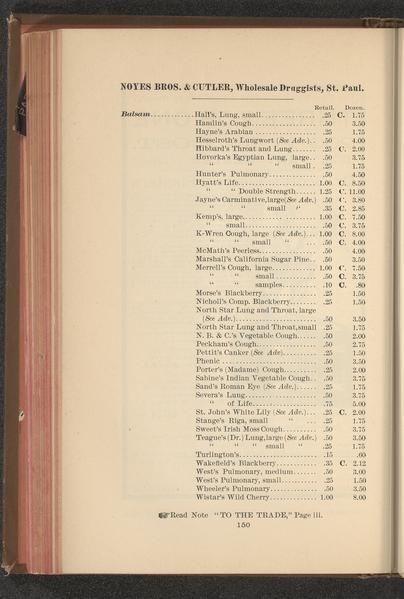 NOYES BROS. & CUTLER, Wholesale Druggists, St. Paul.
Retail. Dozen.
Balsam............Hall's, Lung, small................ .25 C. 1.75
Hamlin's Cough................... .50 3.50
Hayne's Arabian .................. .25 1.75
Hesselroth's Lungwort (See Adv.).. .50 4.00
Hibbard's Throat and Lung........ .25 C. 2.00
Hovorka's Egyptian Lung, large.. .50 3.75
" " " small . .25 1.75
Hunter's Pulmonary............... .50 4.50
Hyatt's Life........................ 1.00 C. 8.50
" " Double Strength...... 1.25 C. 11.00
Jayne's Carminative, large (See Adv) .50 C. 3.80
" " small " .35 C. 2.85
Kemp's, large....................... 1.00 C. 7.50
" small....................... .50 C. 3.75
K-Wren Cough, large (See Adv.)... 1.00 C. 8.00
" " small " ... .50 C. 4.00
McMath's Peerless................. .50 4.00
Marshall's California Sugar Pine.. .50 3.50
Merrell's Cough, large............. 1.00 C. 7.50
" " small............. .50 C. 3.75
" " samples.......... .10 C. .80
Morse's Blackberry................ .25 1.50
Nicholl's Comp. Blackberry........ .25 1.50
North Star Lung and Throat, large
(See Adv.)......................... .50 3.50
North Star Lung and Throat, small .25 1.75
N. B. & C.'s Vegetable Cough..... .50 2.00
Peckham's Cough.................. .50 2.75
Pettit's Canker (See Adv).......... .25 1.50
Phenic ............................. .50 3.50
Porter's (Madame) Cough......... .25 2.00
Sabine's Indian Vegetable Cough.. .50 3.75
Sand's Roman Eye (See Adv.)..... .25 1.75
Severa's Lung...................... .50 3.75
" of Life................... .75 5.00
St. John's White Lily (See Adv.)... .25 C. 2.00
Stange's Riga, small " ... .25 1.75
Sweet's Irish Moss Cough......... .50 3.75
Teague's (Dr.) Lung, large (See Adv.) .50 3.50
" " " small " .25 1.75
Turlington's........................ .15 .60
Wakefield's Blackberry............ .35 C. 2.12
West's Pulmonary, medium....... .50 3.00
West's Pulmonary, small.......... .25 1.50
Wheeler's Pulmonary.............. .50 3.50
Wistar's Wild Cherry.............. 1.00 8.00
☞Read Note "TO THE TRADE," Page iii.
150